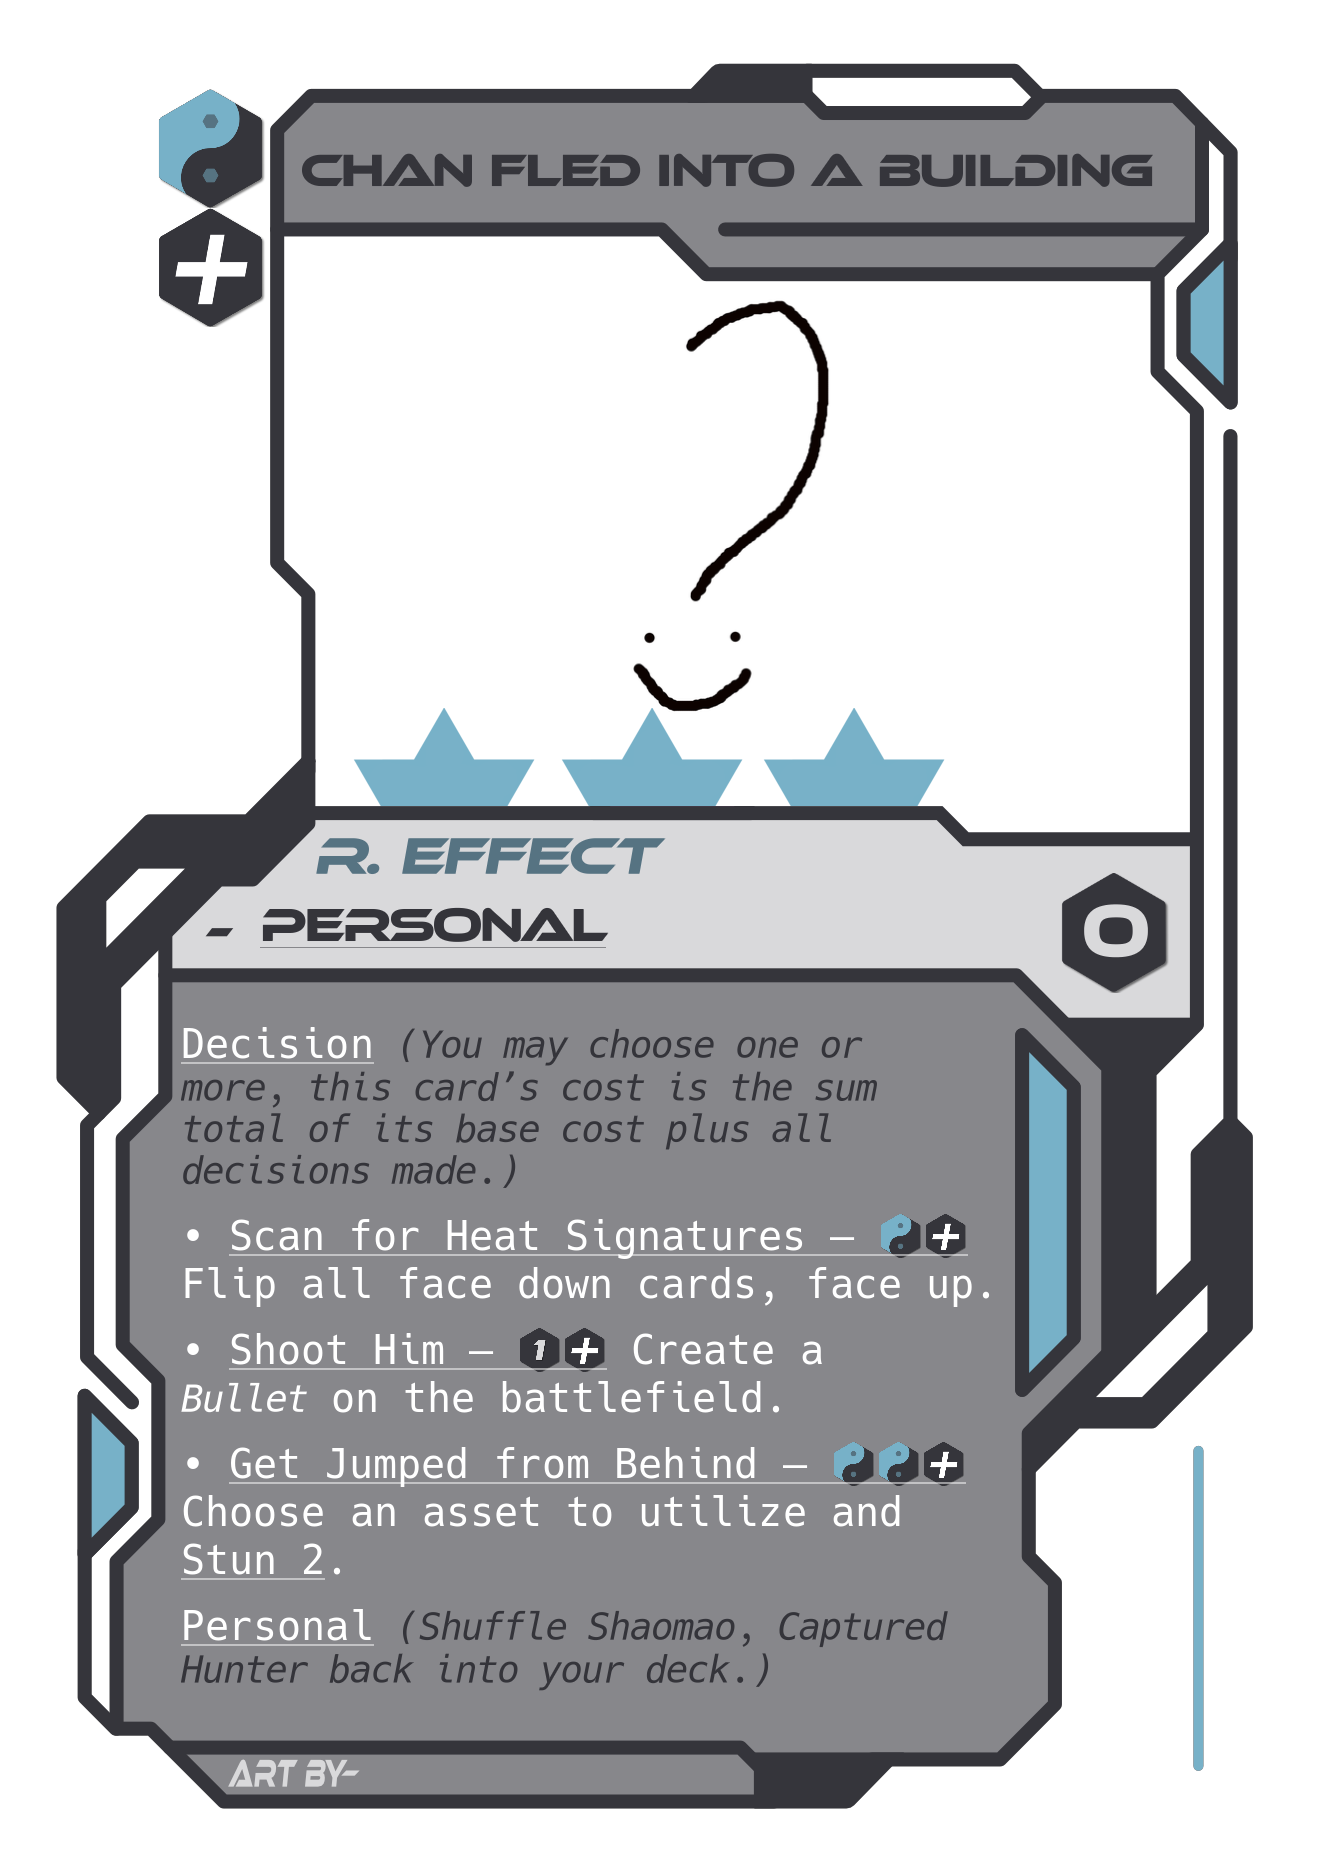 CHAN FLED INTO A BUILDING
R. EFFECT
- PERSONAL
0
Decision (You may choose one or
more, this card's cost is the sum
total of its base cost plus all
decisions made.)
• Scan for Heat Signatures – +
Flip all face down cards, face up.
• Shoot Him – 1 + Create a
Bullet on the battlefield.
• Get Jumped from Behind – +
Choose an asset to utilize and
Stun 2.
Personal (Shuffle Shaomao, Captured
Hunter back into your deck.)
ART BY-